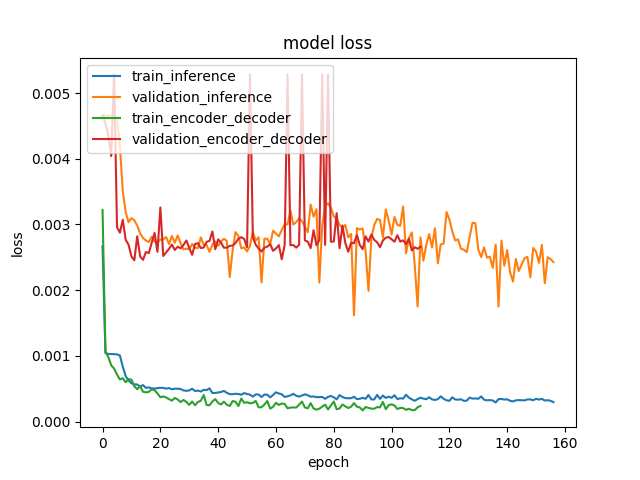 model loss
train_inference
validation_inference
train_encoder_decoder
validation_encoder_decoder
0.005
0.004
0.003
0.002
0.001
0.000
loss
0 20 40 60 80 100 120 140 160
epoch